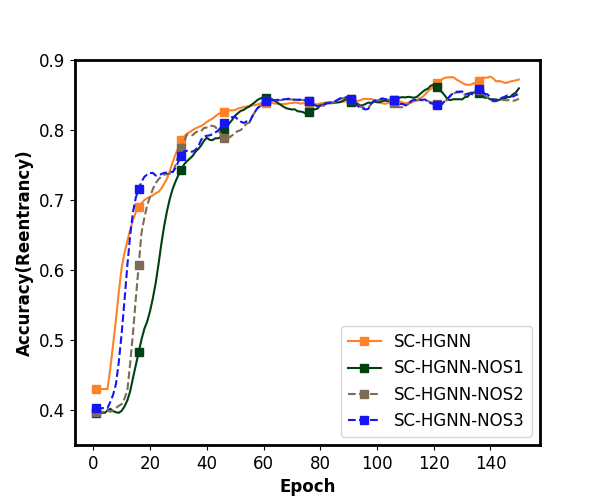 0.9
0.8
0.7
0.6
0.5
0.4
Accuracy(Reentrancy)
SC-HGNN
SC-HGNN-NOS1
SC-HGNN-NOS2
SC-HGNN-NOS3
0 20 40 60 80 100 120 140
Epoch